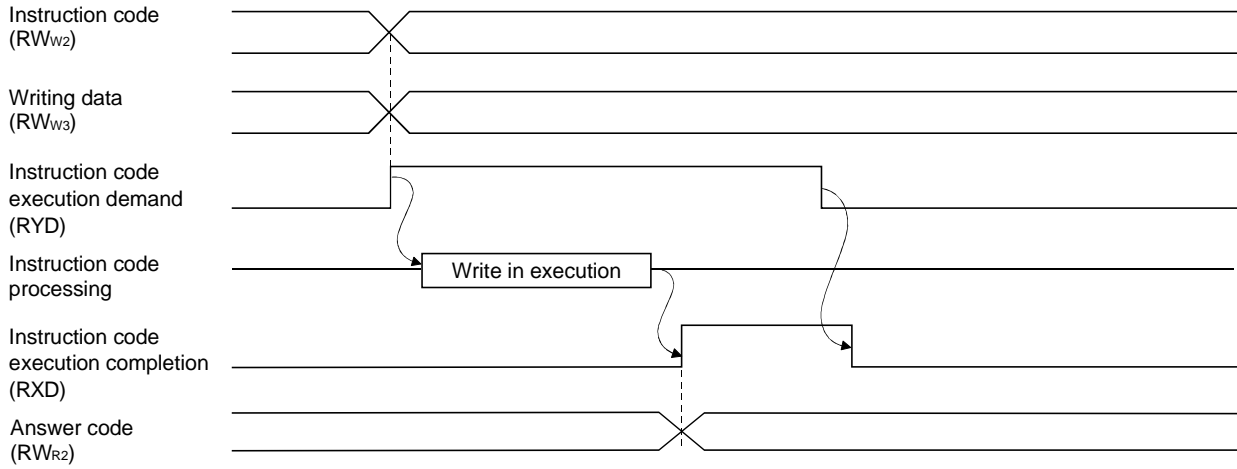 Instruction code
(RWW2)
Writing data
(RWW3)
Instruction code
execution demand
(RYD)
Instruction code
processing
Write in execution
Instruction code
execution completion
(RXD)
Answer code
(RWR2)